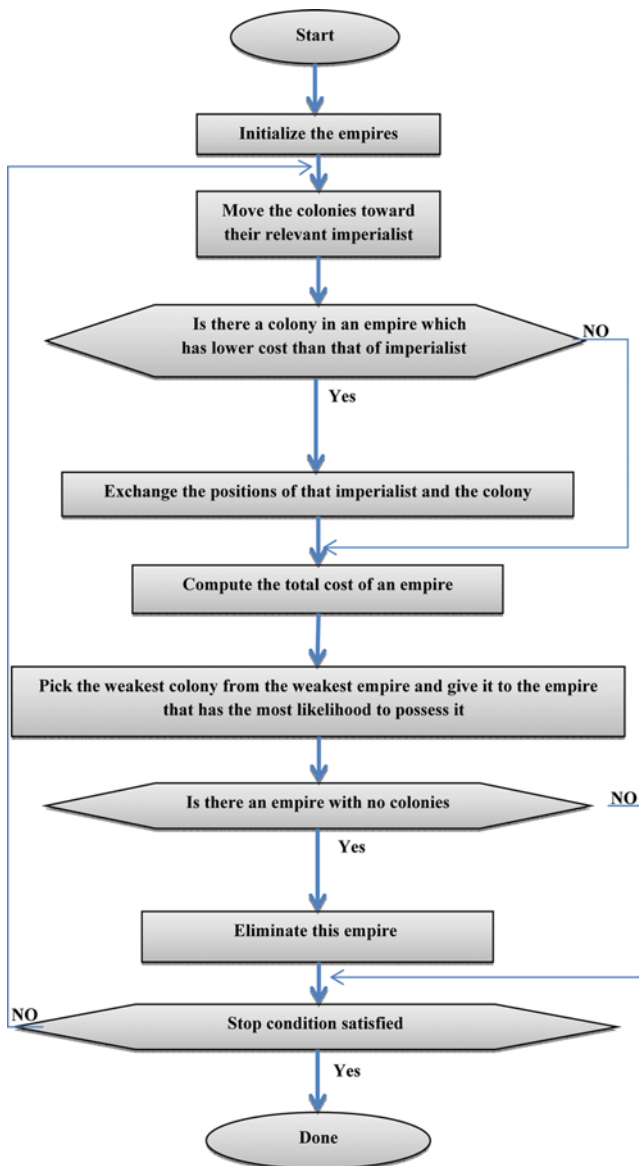 Start
Initialize the empires
Move the colonies toward
their relevant imperialist
Is there a colony in an empire which
has lower cost than that of imperialist
NO
Yes
Exchange the positions of that imperialist and the colony
Compute the total cost of an empire
Pick the weakest colony from the weakest empire and give it to the empire
that has the most likelihood to possess it
Is there an empire with no colonies
NO
Yes
Eliminate this empire
NO
Stop condition satisfied
Yes
Done